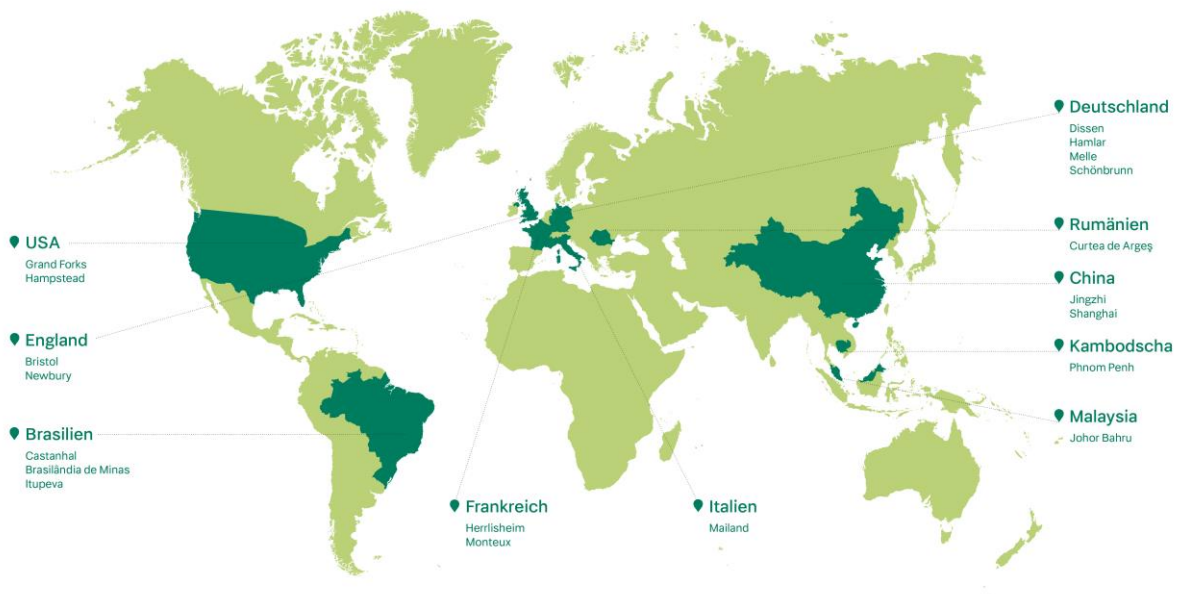 USA
Grand Forks
Hampstead
England
Bristol
Newbury
Brasilien
Castanhal
Brasilândia de Minas
Itupeva
Frankreich
Herrlisheim
Monteux
Italien
Mailand
Deutschland
Dissen
Hamlar
Melle
Schönbrunn
Rumänien
Curtea de Argeş
China
Jingzhi
Shanghai
Kambodscha
Phnom Penh
Malaysia
Johor Bahru